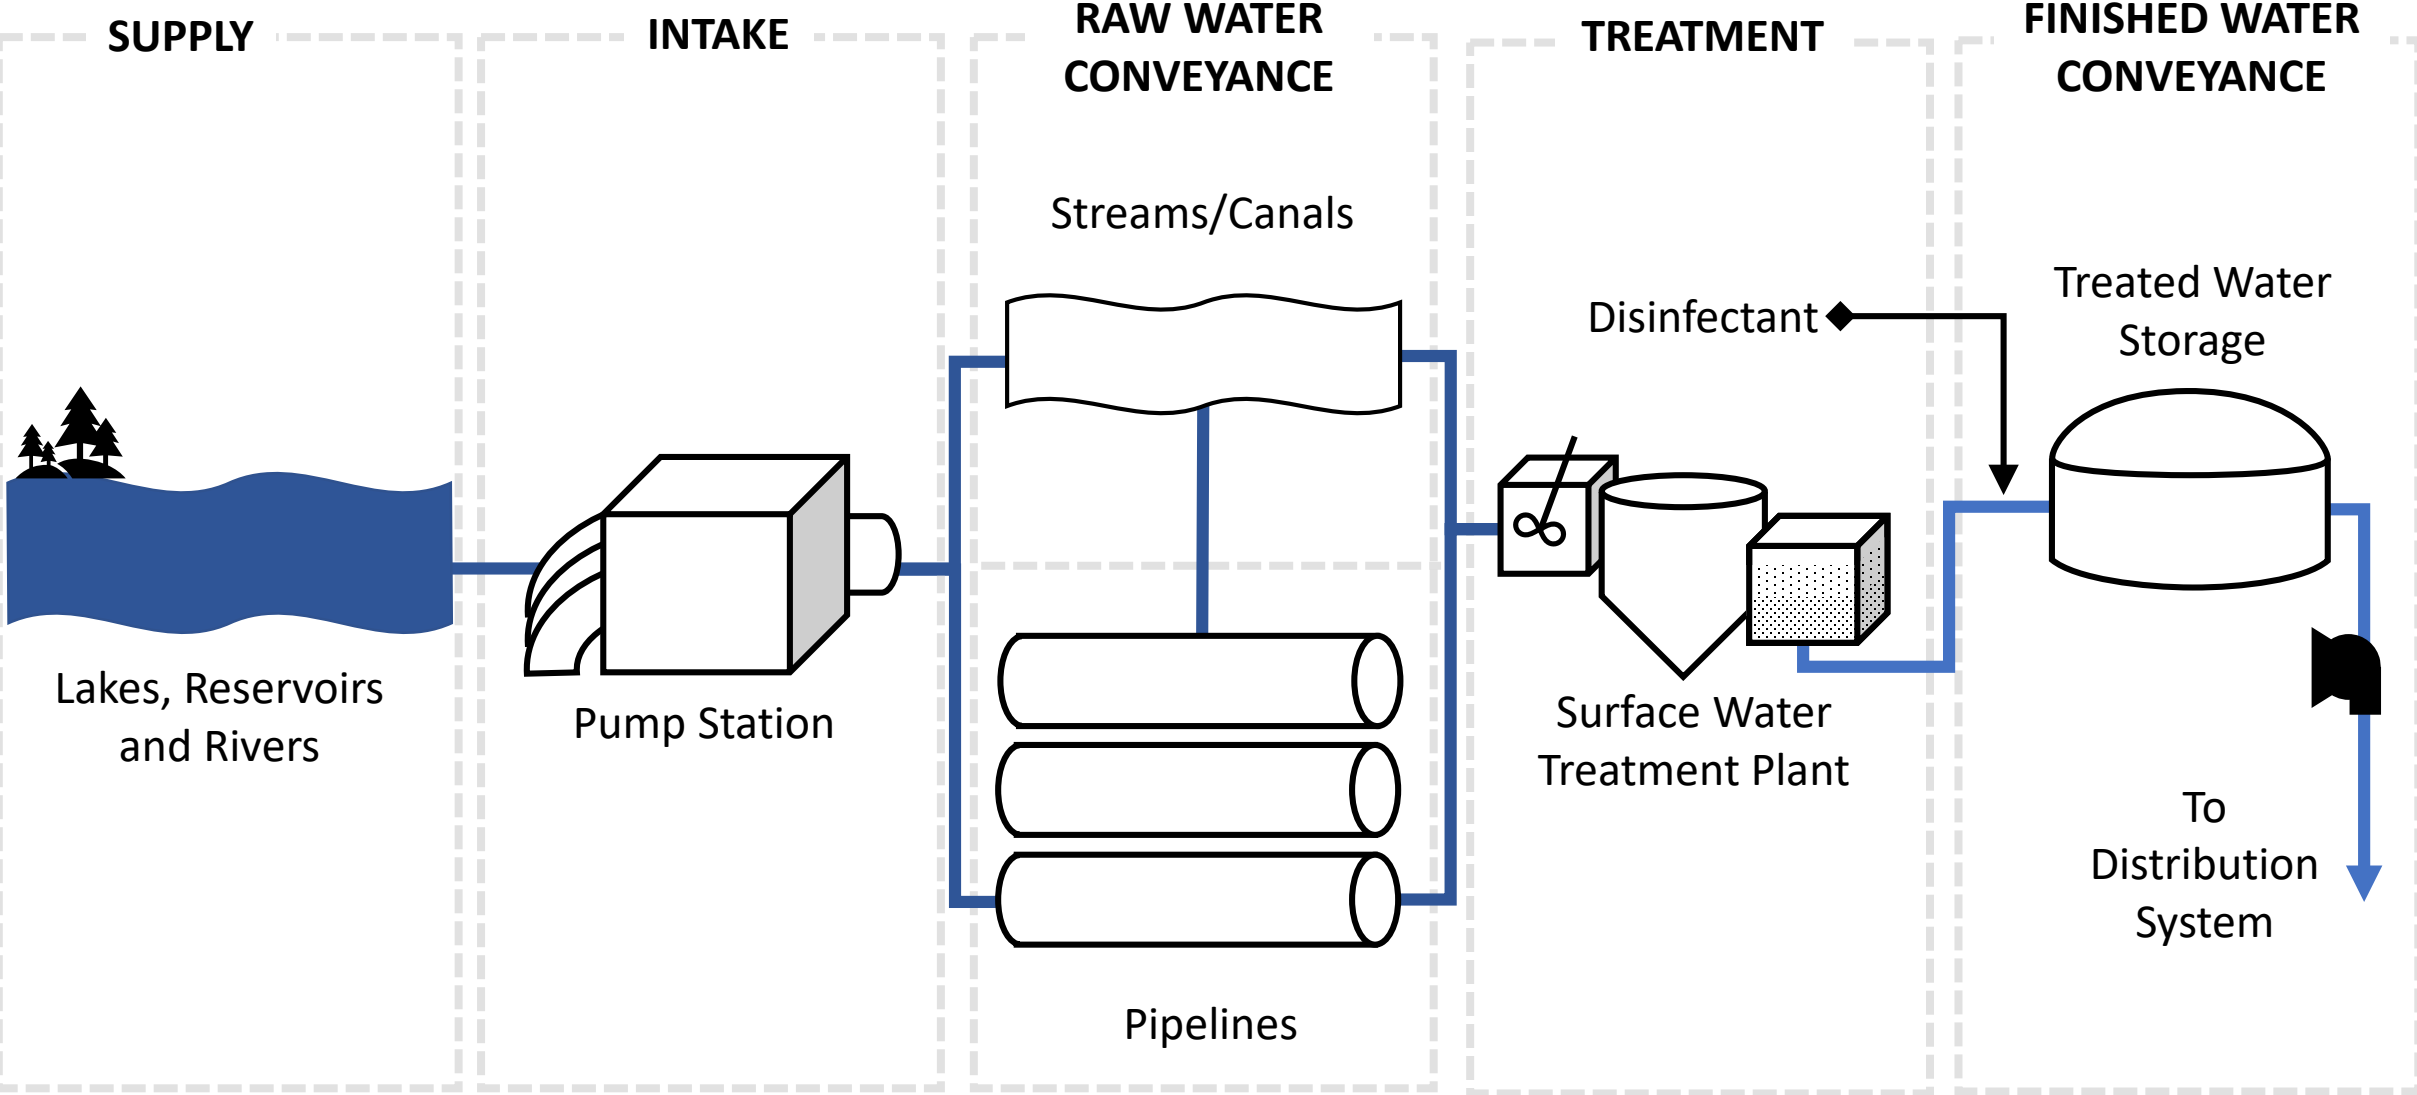 SUPPLY
Lakes, Reservoirs
and Rivers
INTAKE
Pump Station
RAW WATER
CONVEYANCE
Streams/Canals
Pipelines
TREATMENT
Disinfectant
Surface Water
Treatment Plant
FINISHED WATER
CONVEYANCE
Treated Water
Storage
To
Distribution
System